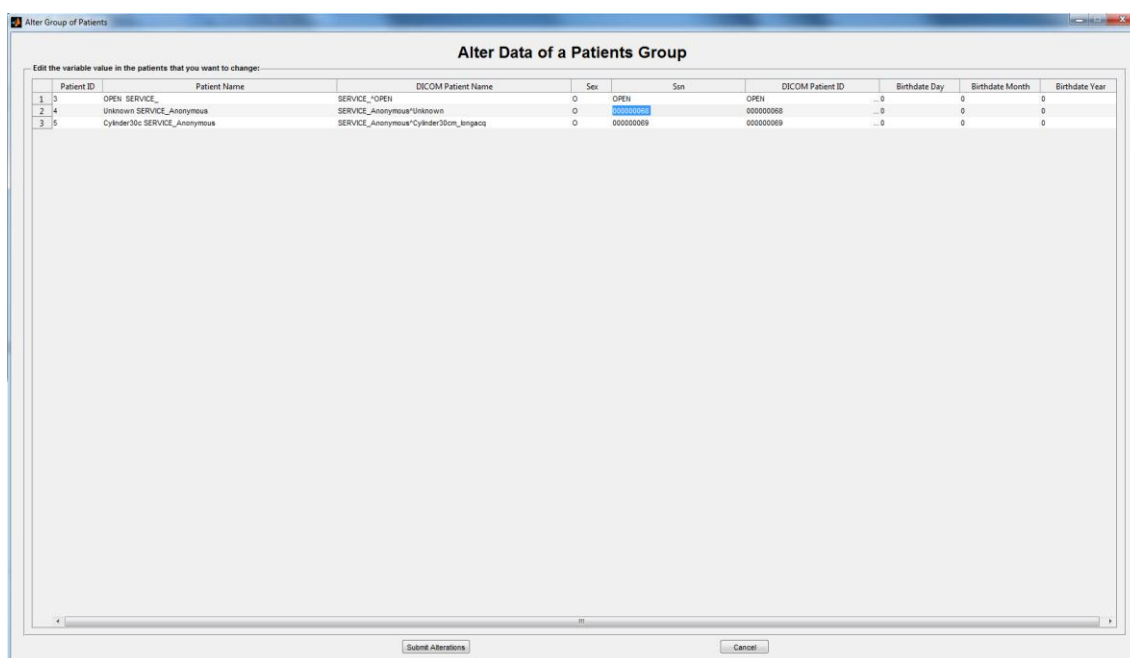 Alter Group of Patients
Alter Data of a Patients Group
Edit the variable value in the patients that you want to change:
Patient ID Patient Name DICOM Patient Name Sex Ssn DICOM Patient ID Birthdate Day Birthdate Month Birthdate Year
1 3 OPEN SERVICE_ SERVICE_^OPEN O OPEN OPEN ... 0 0 0
2 4 Unknown SERVICE_Anonymous SERVICE_Anonymous^Unknown O 000000068 000000068 ... 0 0 0
3 5 Cylinder30c SERVICE_Anonymous SERVICE_Anonymous^Cylinder30cm_longacq O 000000069 000000069 ... 0 0 0
Submit Alterations Cancel